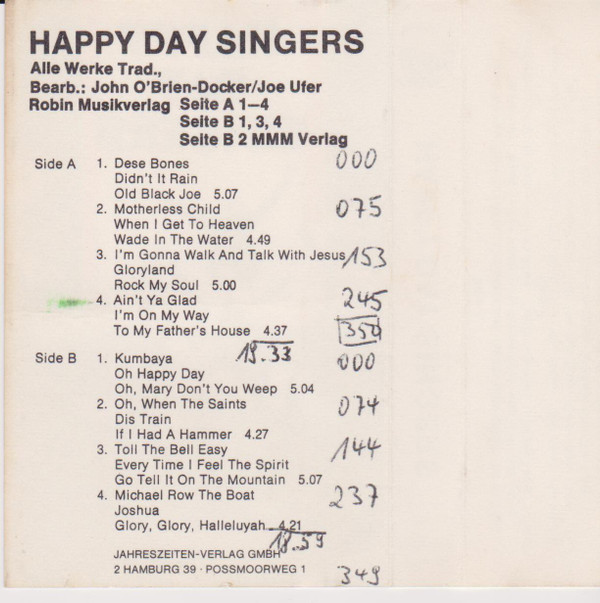 HAPPY DAY SINGERS
Alle Werke Trad.,
Bearb.: John O'Brien-Docker/Joe Ufer
Robin Musikverlag Seite A 1–4
Seite B 1, 3, 4
Seite B 2 MMM Verlag
Side A 1. Dese Bones 000
Didn't It Rain
Old Black Joe 5.07
2. Motherless Child 075
When I Get To Heaven
Wade In The Water 4.49
3. I'm Gonna Walk And Talk With Jesus 153
Gloryland
Rock My Soul 5.00
4. Ain't Ya Glad 245
I'm On My Way
To My Father's House 4.37 350
18.33
Side B 1. Kumbaya 000
Oh Happy Day
Oh, Mary Don't You Weep 5.04
2. Oh, When The Saints 074
Dis Train
If I Had A Hammer 4.27
3. Toll The Bell Easy 144
Every Time I Feel The Spirit
Go Tell It On The Mountain 5.07
4. Michael Row The Boat 237
Joshua
Glory, Glory, Halleluyah 4.21
18.59
JAHRESZEITEN-VERLAG GMBH
2 HAMBURG 39 · POSSMOORWEG 1
349